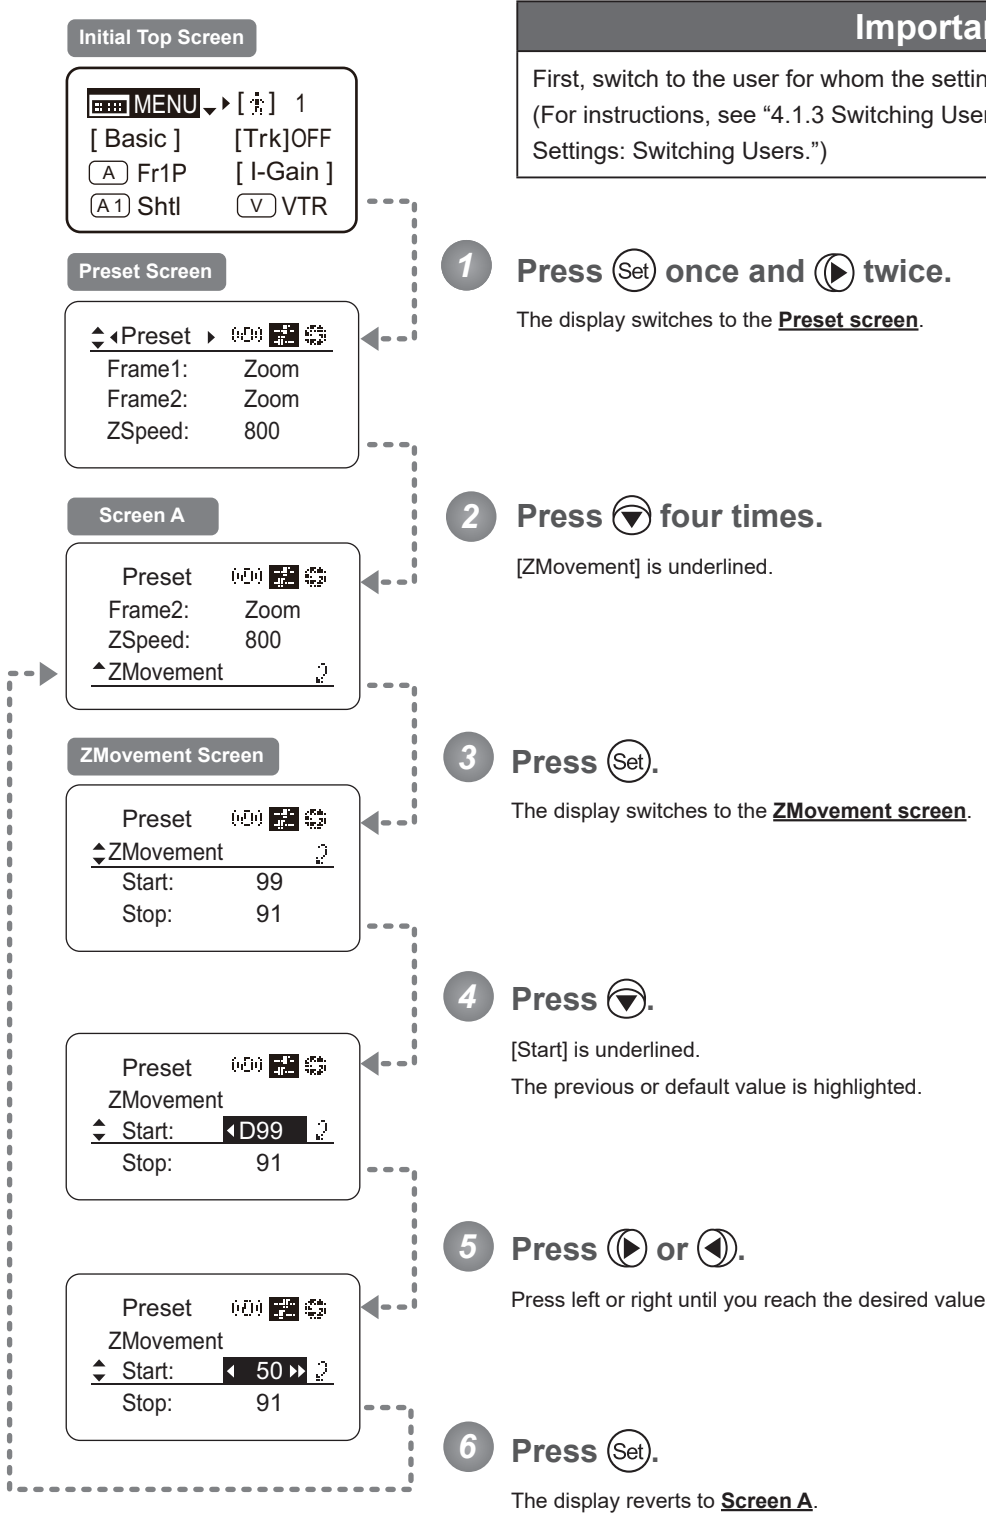 Initial Top Screen
MENU [ ] 1
[ Basic ] [Trk]OFF
A Fr1P [ I-Gain ]
A 1 Shtl V VTR
Importa
First, switch to the user for whom the settin
(For instructions, see “4.1.3 Switching User
Settings: Switching Users.”)
Preset Screen
Preset
Frame1: Zoom
Frame2: Zoom
ZSpeed: 800
1 Press Set once and twice.
The display switches to the Preset screen.
Screen A
Preset
Frame2: Zoom
ZSpeed: 800
ZMovement
2 Press four times.
[ZMovement] is underlined.
ZMovement Screen
Preset
ZMovement
Start: 99
Stop: 91
3 Press Set.
The display switches to the ZMovement screen.
Preset
ZMovement
Start: D99
Stop: 91
4 Press .
[Start] is underlined.
The previous or default value is highlighted.
Preset
ZMovement
Start: 50
Stop: 91
5 Press or .
Press left or right until you reach the desired value
6 Press Set.
The display reverts to Screen A.